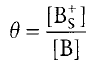 θ = [B_S^+] / [B]